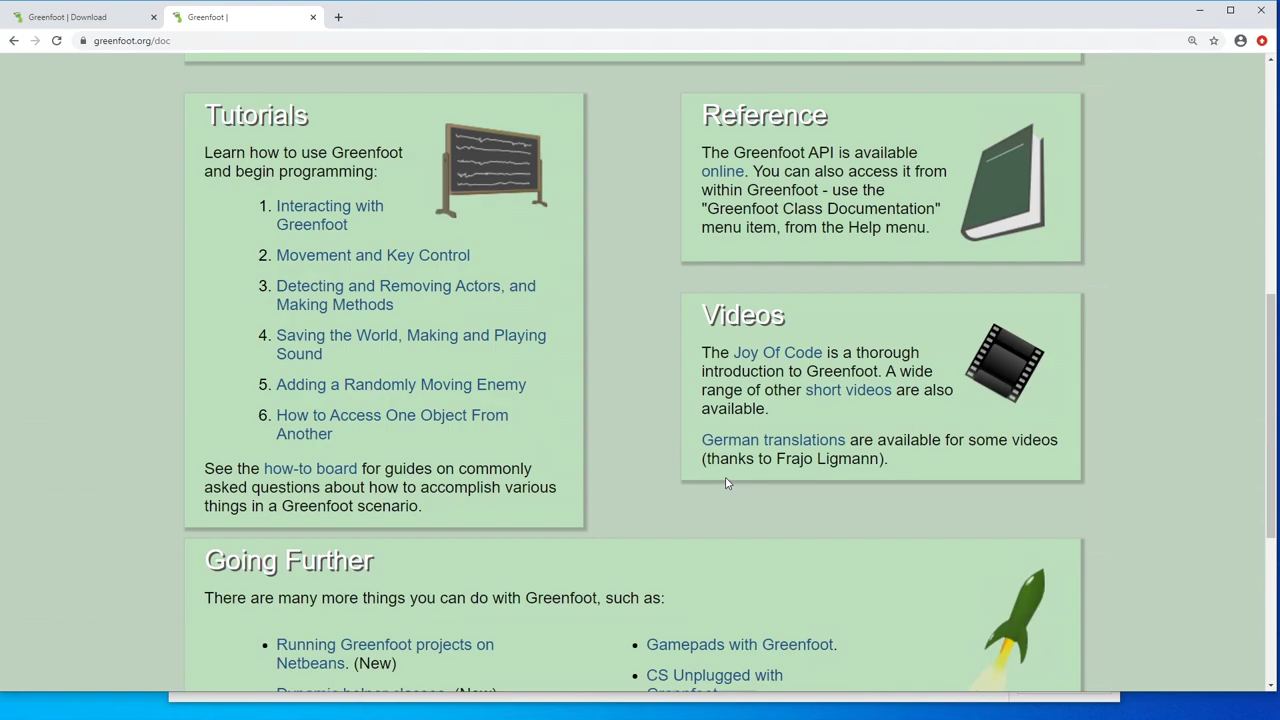 Greenfoot | Download
Greenfoot |
greenfoot.org/doc
Tutorials
Learn how to use Greenfoot
and begin programming:
1. Interacting with
Greenfoot
2. Movement and Key Control
3. Detecting and Removing Actors, and
Making Methods
4. Saving the World, Making and Playing
Sound
5. Adding a Randomly Moving Enemy
6. How to Access One Object From
Another
See the how-to board for guides on commonly
asked questions about how to accomplish various
things in a Greenfoot scenario.
Reference
The Greenfoot API is available
online. You can also access it from
within Greenfoot - use the
"Greenfoot Class Documentation"
menu item, from the Help menu.
Videos
The Joy Of Code is a thorough
introduction to Greenfoot. A wide
range of other short videos are also
available.
German translations are available for some videos
(thanks to Frajo Ligmann).
Going Further
There are many more things you can do with Greenfoot, such as:
• Running Greenfoot projects on
Netbeans. (New)
Dynamic helper classes. (New)
• Gamepads with Greenfoot.
• CS Unplugged with
Greenfoot